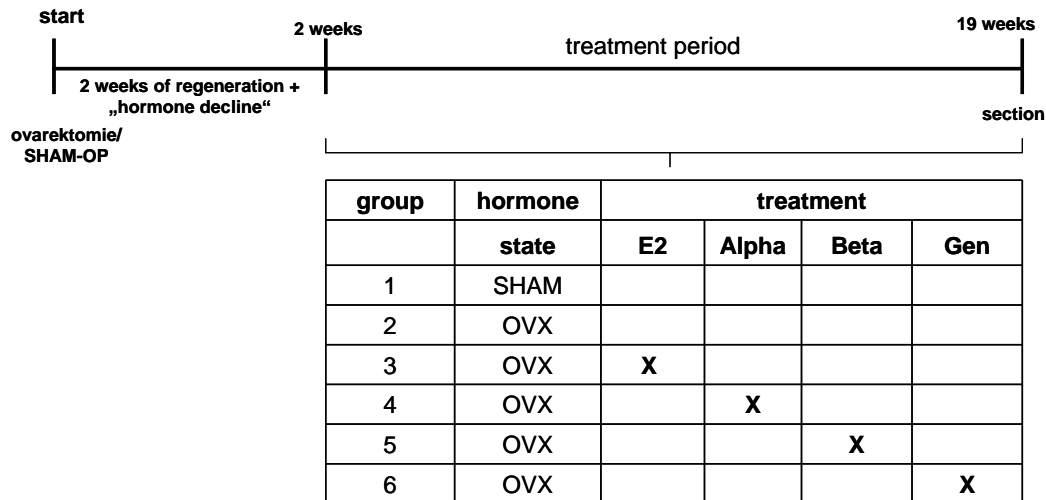 start
2 weeks
19 weeks
treatment period
2 weeks of regeneration +
„hormone decline“
section
ovarektomie/
SHAM-OP
group hormone treatment
state E2 Alpha Beta Gen
1 SHAM
2 OVX
3 OVX X
4 OVX X
5 OVX X
6 OVX X